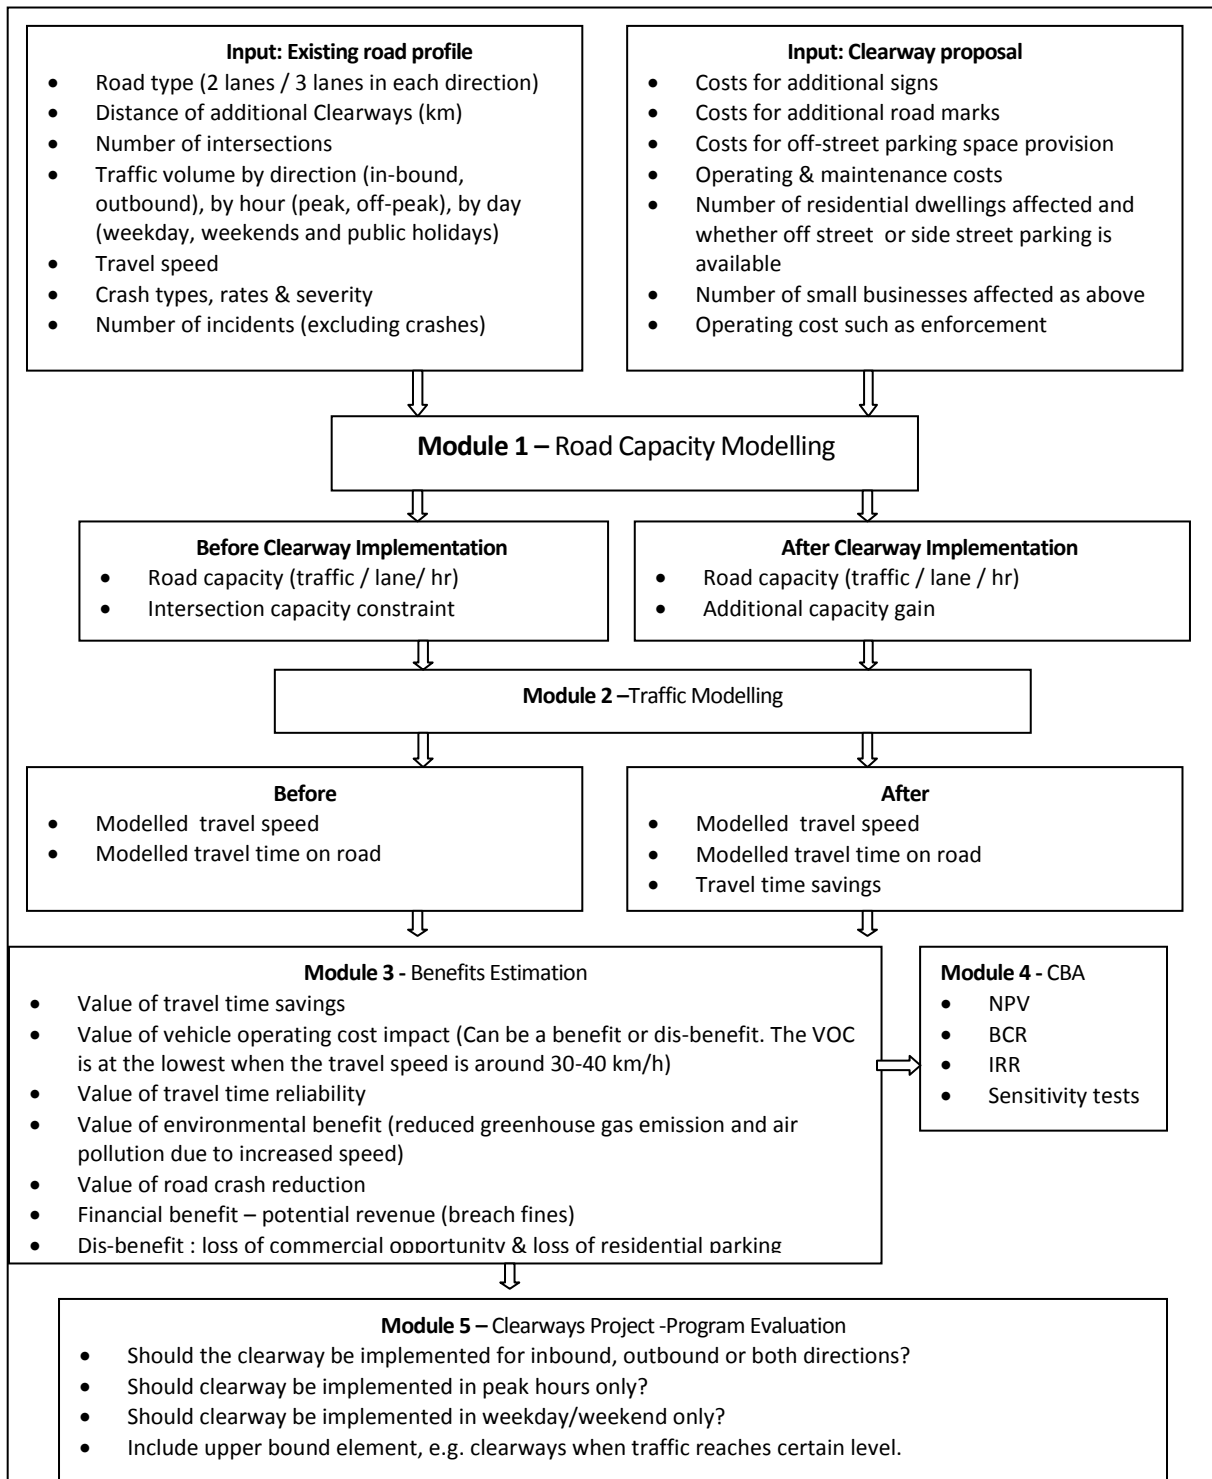 Input: Existing road profile
• Road type (2 lanes / 3 lanes in each direction)
• Distance of additional Clearways (km)
• Number of intersections
• Traffic volume by direction (in-bound,
outbound), by hour (peak, off-peak), by day
(weekday, weekends and public holidays)
• Travel speed
• Crash types, rates & severity
• Number of incidents (excluding crashes)
Input: Clearway proposal
• Costs for additional signs
• Costs for additional road marks
• Costs for off-street parking space provision
• Operating & maintenance costs
• Number of residential dwellings affected and
whether off street or side street parking is
available
• Number of small businesses affected as above
• Operating cost such as enforcement
Module 1 – Road Capacity Modelling
Before Clearway Implementation
• Road capacity (traffic / lane/ hr)
• Intersection capacity constraint
After Clearway Implementation
• Road capacity (traffic / lane / hr)
• Additional capacity gain
Module 2 –Traffic Modelling
Before
• Modelled travel speed
• Modelled travel time on road
After
• Modelled travel speed
• Modelled travel time on road
• Travel time savings
Module 3 - Benefits Estimation
• Value of travel time savings
• Value of vehicle operating cost impact (Can be a benefit or dis-benefit. The VOC
is at the lowest when the travel speed is around 30-40 km/h)
• Value of travel time reliability
• Value of environmental benefit (reduced greenhouse gas emission and air
pollution due to increased speed)
• Value of road crash reduction
• Financial benefit – potential revenue (breach fines)
• Dis-benefit : loss of commercial opportunity & loss of residential parking
Module 4 - CBA
• NPV
• BCR
• IRR
• Sensitivity tests
Module 5 – Clearways Project -Program Evaluation
• Should the clearway be implemented for inbound, outbound or both directions?
• Should clearway be implemented in peak hours only?
• Should clearway be implemented in weekday/weekend only?
• Include upper bound element, e.g. clearways when traffic reaches certain level.